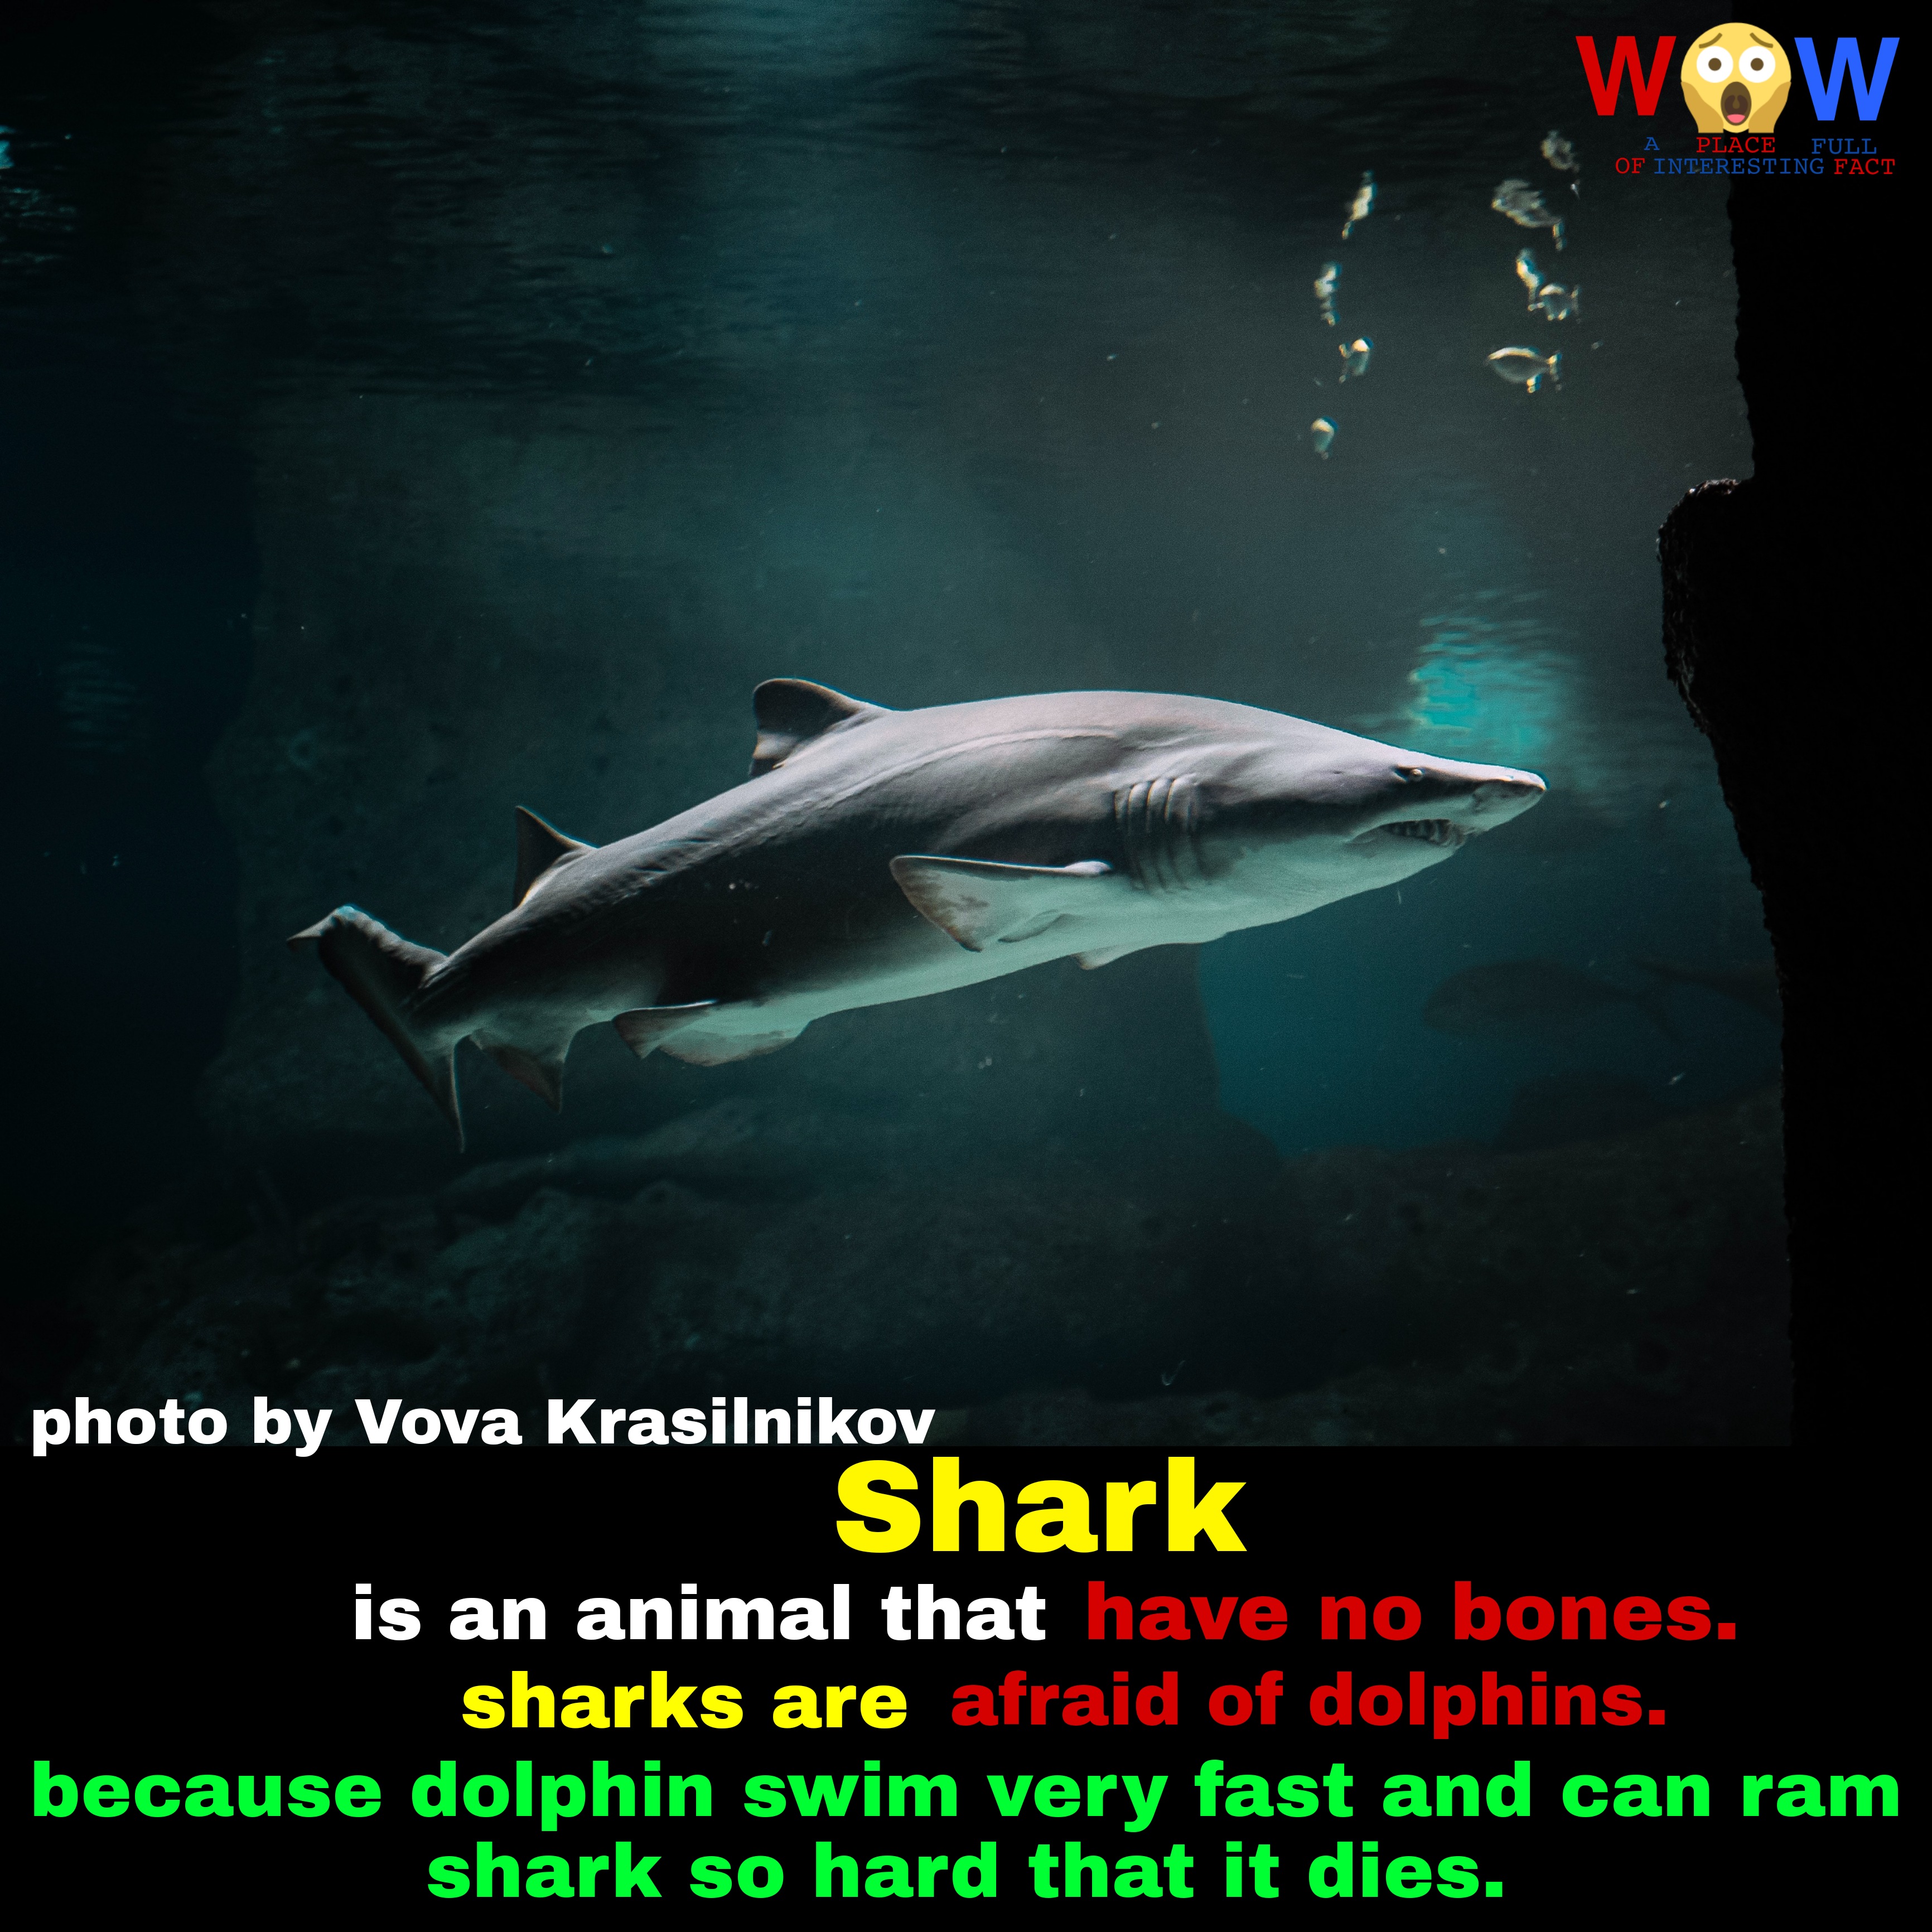 W😱W
A PLACE FULL
OF INTERESTING FACT
photo by Vova Krasilnikov
Shark
is an animal that have no bones.
sharks are afraid of dolphins.
because dolphin swim very fast and can ram
shark so hard that it dies.